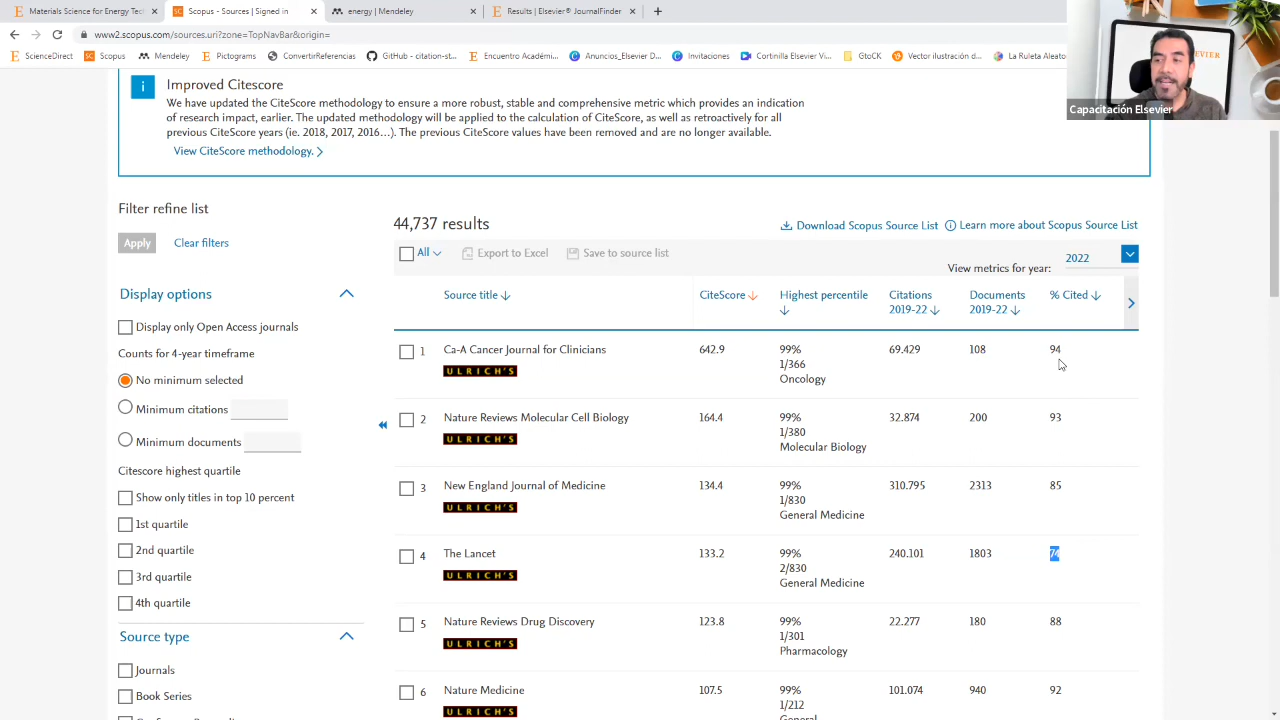 Materials Science for Energy Tech
Scopus - Sources | Signed in
energy | Mendeley
Results | Elsevier® JournalFinder
www2.scopus.com/sources.uri?zone=TopNavBar&origin=
ScienceDirect
Scopus
Mendeley
Pictograms
ConvertirReferencias
GitHub - citation-st...
Encuentro Académi...
Anuncios_Elsevier D...
Invitaciones
Cortinilla Elsevier Vi...
GtoCK
Vector ilustración d...
La Ruleta Aleato
Capacitación Elsevier
Improved Citescore
We have updated the CiteScore methodology to ensure a more robust, stable and comprehensive metric which provides an indication
of research impact, earlier. The updated methodology will be applied to the calculation of CiteScore, as well as retroactively for all
previous CiteScore years (ie. 2018, 2017, 2016...). The previous CiteScore values have been removed and are no longer available.
View CiteScore methodology.
Filter refine list
Apply Clear filters
Display options
Display only Open Access journals
Counts for 4-year timeframe
No minimum selected
Minimum citations
Minimum documents
Citescore highest quartile
Show only titles in top 10 percent
1st quartile
2nd quartile
3rd quartile
4th quartile
Source type
Journals
Book Series
44,737 results
Download Scopus Source List
Learn more about Scopus Source List
All Export to Excel Save to source list
View metrics for year: 2022
Source title CiteScore Highest percentile Citations 2019-22 Documents 2019-22 % Cited
1 Ca-A Cancer Journal for Clinicians 642.9 99% 69.429 108 94
1/366
ULRICH'S
Oncology
2 Nature Reviews Molecular Cell Biology 164.4 99% 32.874 200 93
1/380
ULRICH'S
Molecular Biology
3 New England Journal of Medicine 134.4 99% 310.795 2313 85
1/830
ULRICH'S
General Medicine
4 The Lancet 133.2 99% 240.101 1803 74
2/830
ULRICH'S
General Medicine
5 Nature Reviews Drug Discovery 123.8 99% 22.277 180 88
1/301
ULRICH'S
Pharmacology
6 Nature Medicine 107.5 99% 101.074 940 92
1/212
ULRICH'S
General